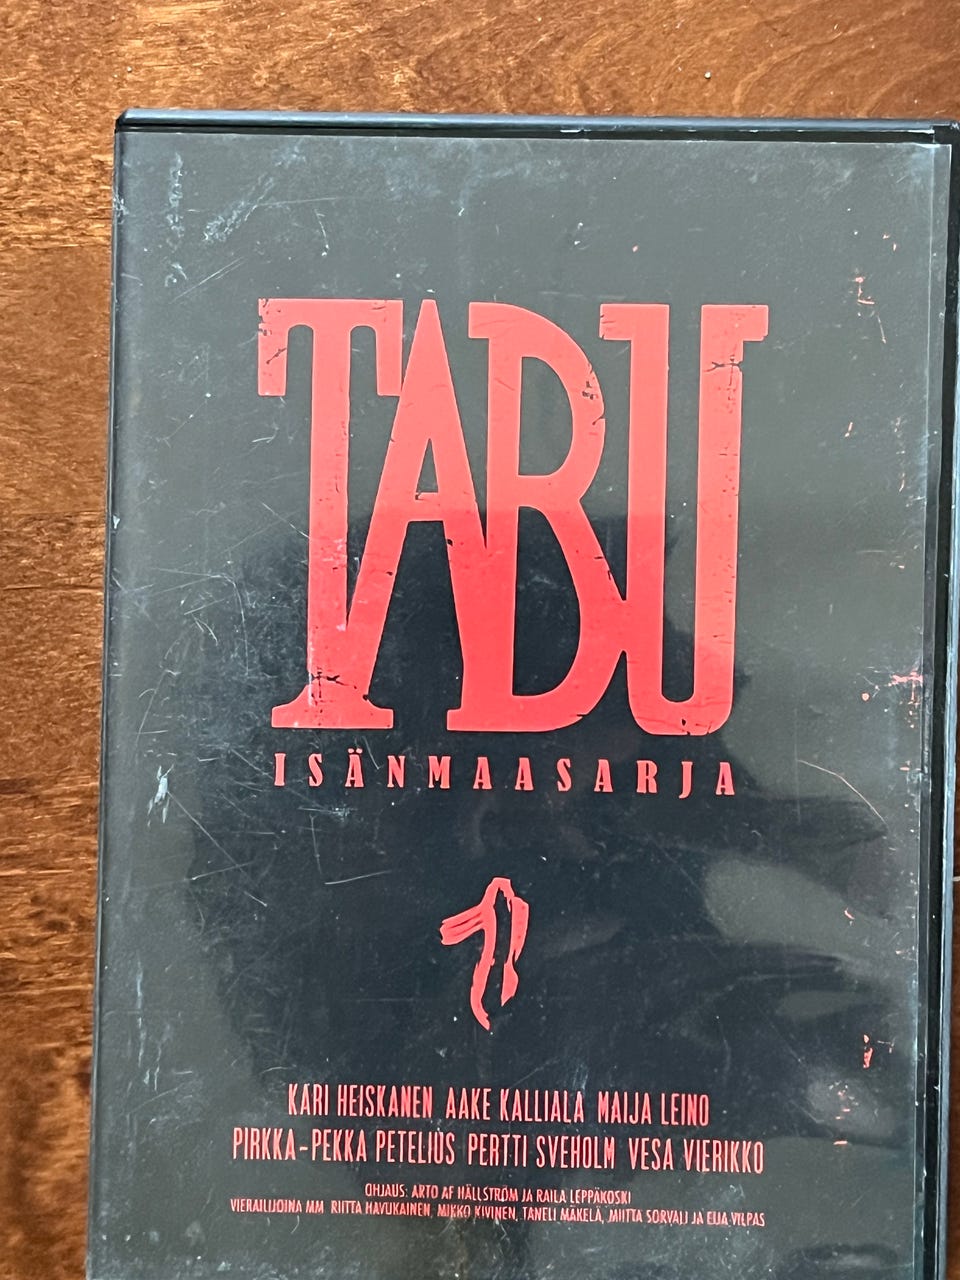 TABU
ISÄNMAASARJA
KARI HEISKANEN AAKE KALLIALA MAIJA LEINO
PIRKKA-PEKKA PETELIUS PERTTI SVEHOLM VESA VIERIKKO
OHJAUS: ARTO AF HÄLLSTRÖM JA RAILA LEPPÄKOSKI
VIERAILIJOINA MM RIITTA HAVUKAINEN, MIKKO KIVINEN, TANELI MÄKELÄ, MIITTA SORVALI JA EIJA VILPAS